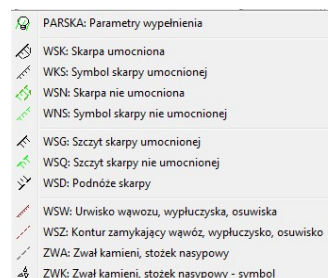 PARSKA: Parametry wypełnienia
WSK: Skarpa umocniona
WKS: Symbol skarpy umocnionej
WSN: Skarpa nie umocniona
WNS: Symbol skarpy nie umocnionej
WSG: Szczyt skarpy umocnionej
WSQ: Szczyt skarpy nie umocnionej
WSD: Podnóże skarpy
WSW: Urwisko wąwozu, wypłuczyska, osuwiska
WSZ: Kontur zamykający wąwóz, wypłuczysko, osuwisko
ZWA: Zwał kamieni, stożek nasypowy
ZWK: Zwał kamieni, stożek nasypowy - symbol